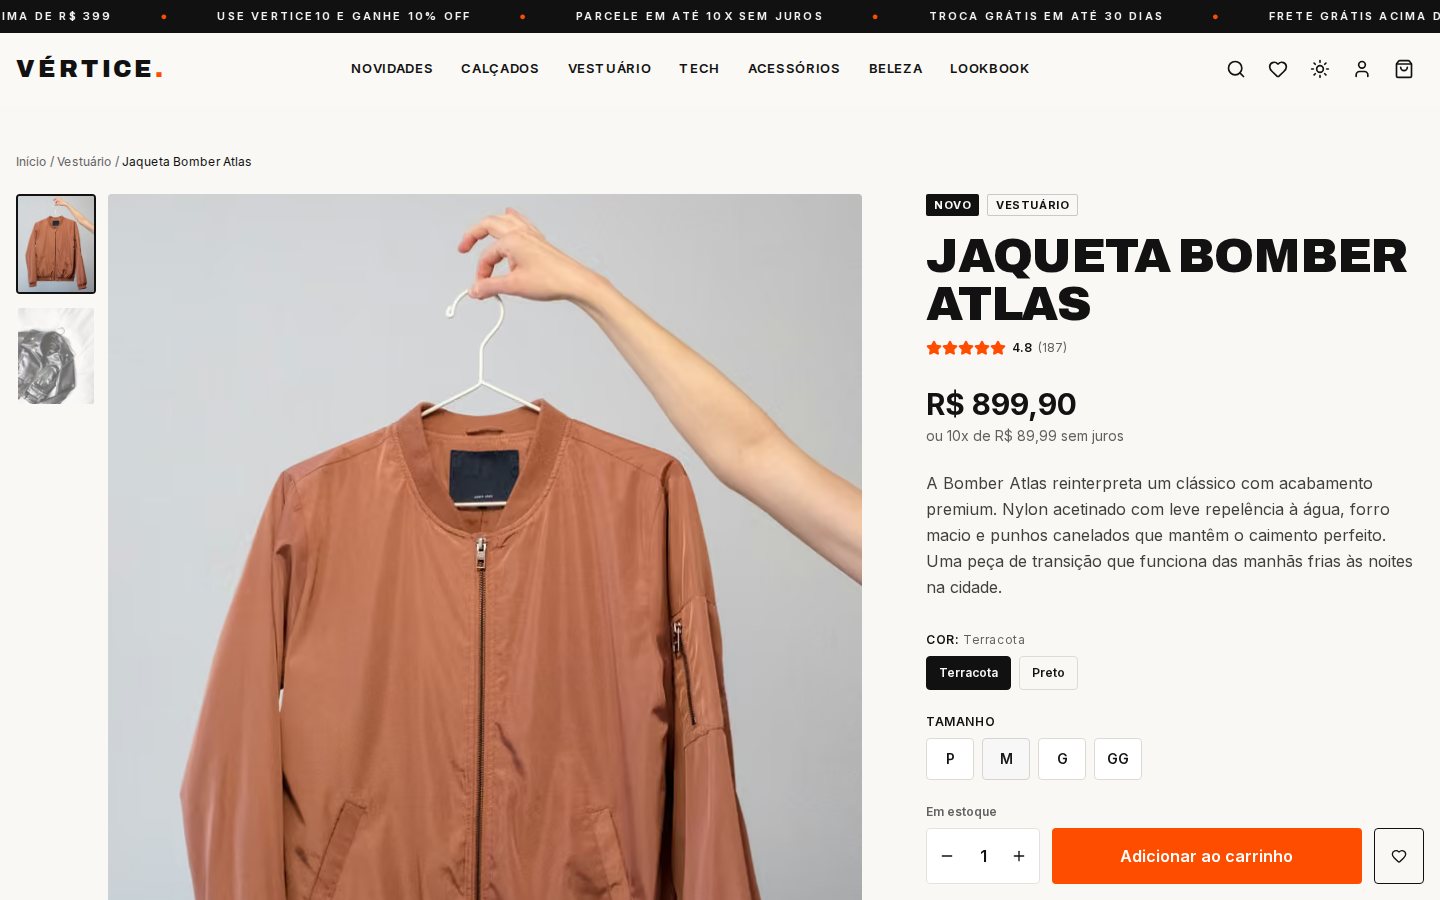 IMA DE R$ 399 • USE VERTICE10 E GANHE 10% OFF • PARCELE EM ATÉ 10X SEM JUROS • TROCA GRÁTIS EM ATÉ 30 DIAS • FRETE GRÁTIS ACIMA D
VÉRTICE.
NOVIDADES CALÇADOS VESTUÁRIO TECH ACESSÓRIOS BELEZA LOOKBOOK
Início / Vestuário / Jaqueta Bomber Atlas
NOVO VESTUÁRIO
JAQUETA BOMBER
ATLAS
4.8 (187)
R$ 899,90
ou 10x de R$ 89,99 sem juros
A Bomber Atlas reinterpreta um clássico com acabamento
premium. Nylon acetinado com leve repelência à água, forro
macio e punhos canelados que mantêm o caimento perfeito.
Uma peça de transição que funciona das manhãs frias às noites
na cidade.
COR: Terracota
Terracota Preto
TAMANHO
P M G GG
Em estoque
− 1 +
Adicionar ao carrinho